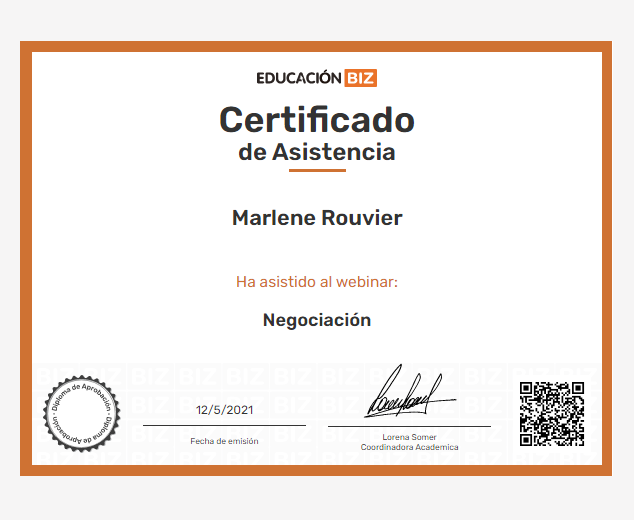 EDUCACIÓN BIZ
Certificado
de Asistencia
Marlene Rouvier
Ha asistido al webinar:
Negociación
Diploma de Aprobación · Diploma de Aprobación ·
12/5/2021
Fecha de emisión
Lorena Somer
Coordinadora Academica